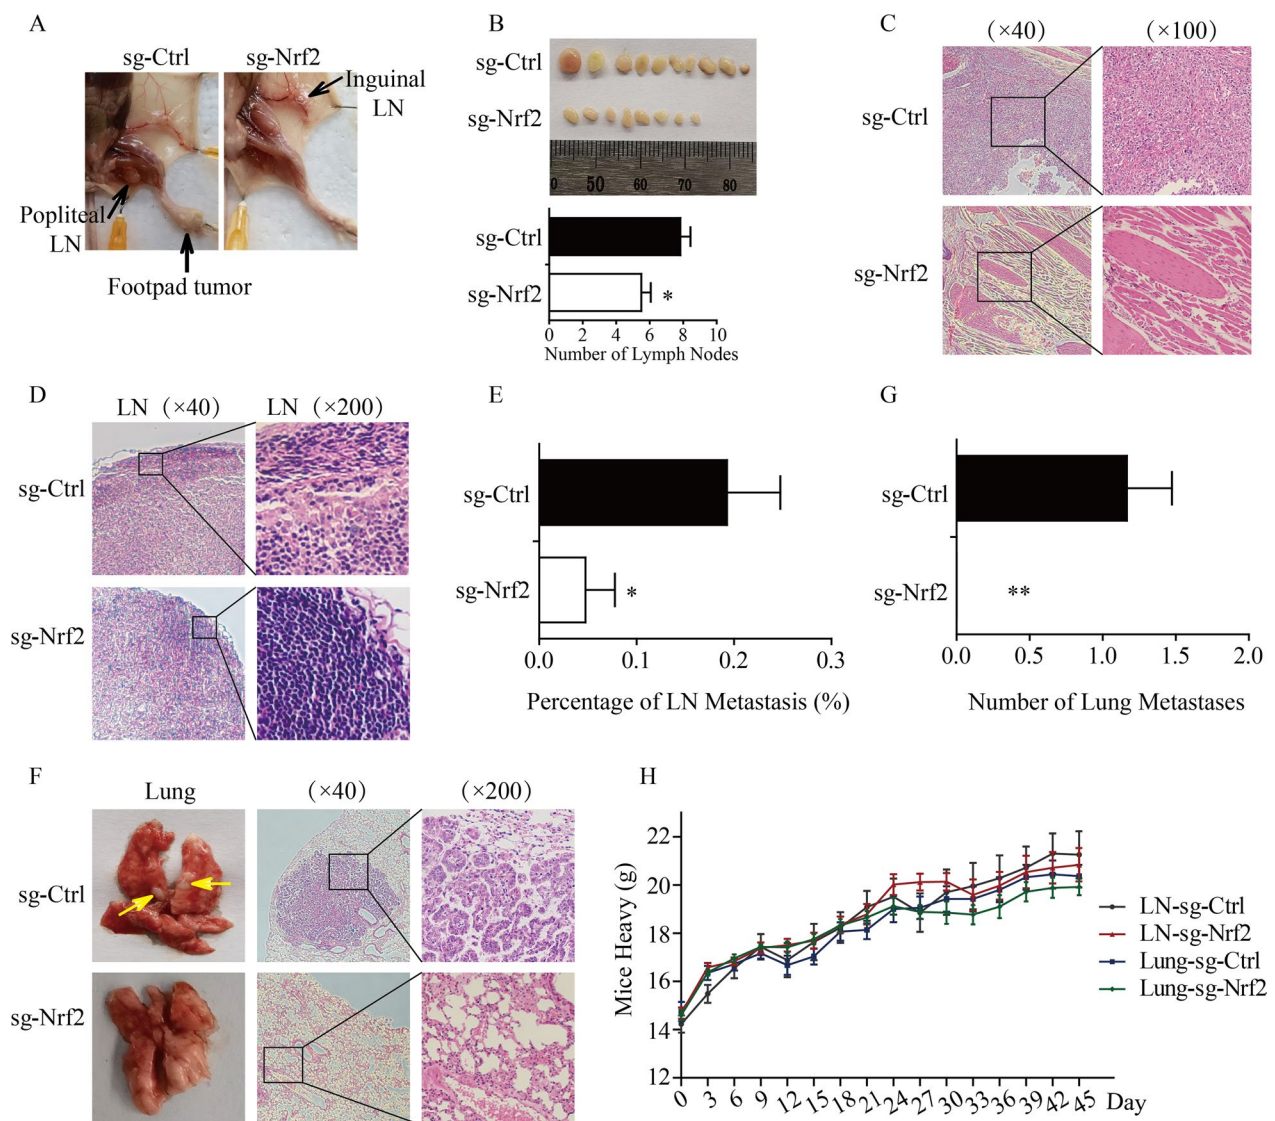 A
sg-Ctrl
sg-Nrf2
Inguinal
LN
Popliteal
LN
Footpad tumor
B
sg-Ctrl
sg-Nrf2
0 50 60 70 80
sg-Ctrl
sg-Nrf2
*
0 2 4 6 8 10
Number of Lymph Nodes
C
(×40)
(×100)
sg-Ctrl
sg-Nrf2
D
LN (×40)
LN (×200)
sg-Ctrl
sg-Nrf2
E
sg-Ctrl
sg-Nrf2
*
0.0 0.1 0.2 0.3
Percentage of LN Metastasis (%)
G
sg-Ctrl
sg-Nrf2
**
0.0 0.5 1.0 1.5 2.0
Number of Lung Metastases
F
Lung
(×40)
(×200)
sg-Ctrl
sg-Nrf2
H
Mice Heavy (g)
22
20
18
16
14
12
0 3 6 9 12 15 18 21 24 27 30 33 36 39 42 45 Day
LN-sg-Ctrl
LN-sg-Nrf2
Lung-sg-Ctrl
Lung-sg-Nrf2